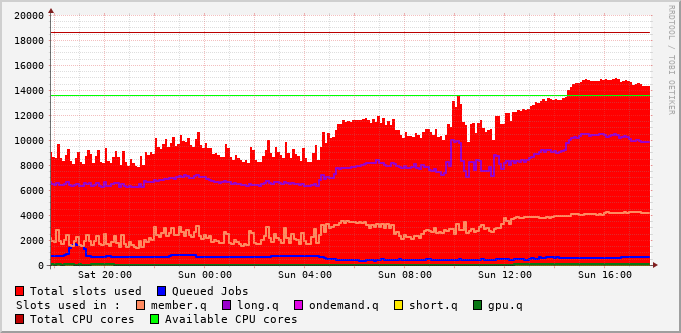 RRDTOOL / TOBI OETIKER
20000
18000
16000
14000
12000
10000
8000
6000
4000
2000
0
Sat 20:00 Sun 00:00 Sun 04:00 Sun 08:00 Sun 12:00 Sun 16:00
Total slots used Queued Jobs
Slots used in : member.q long.q ondemand.q short.q gpu.q
Total CPU cores Available CPU cores